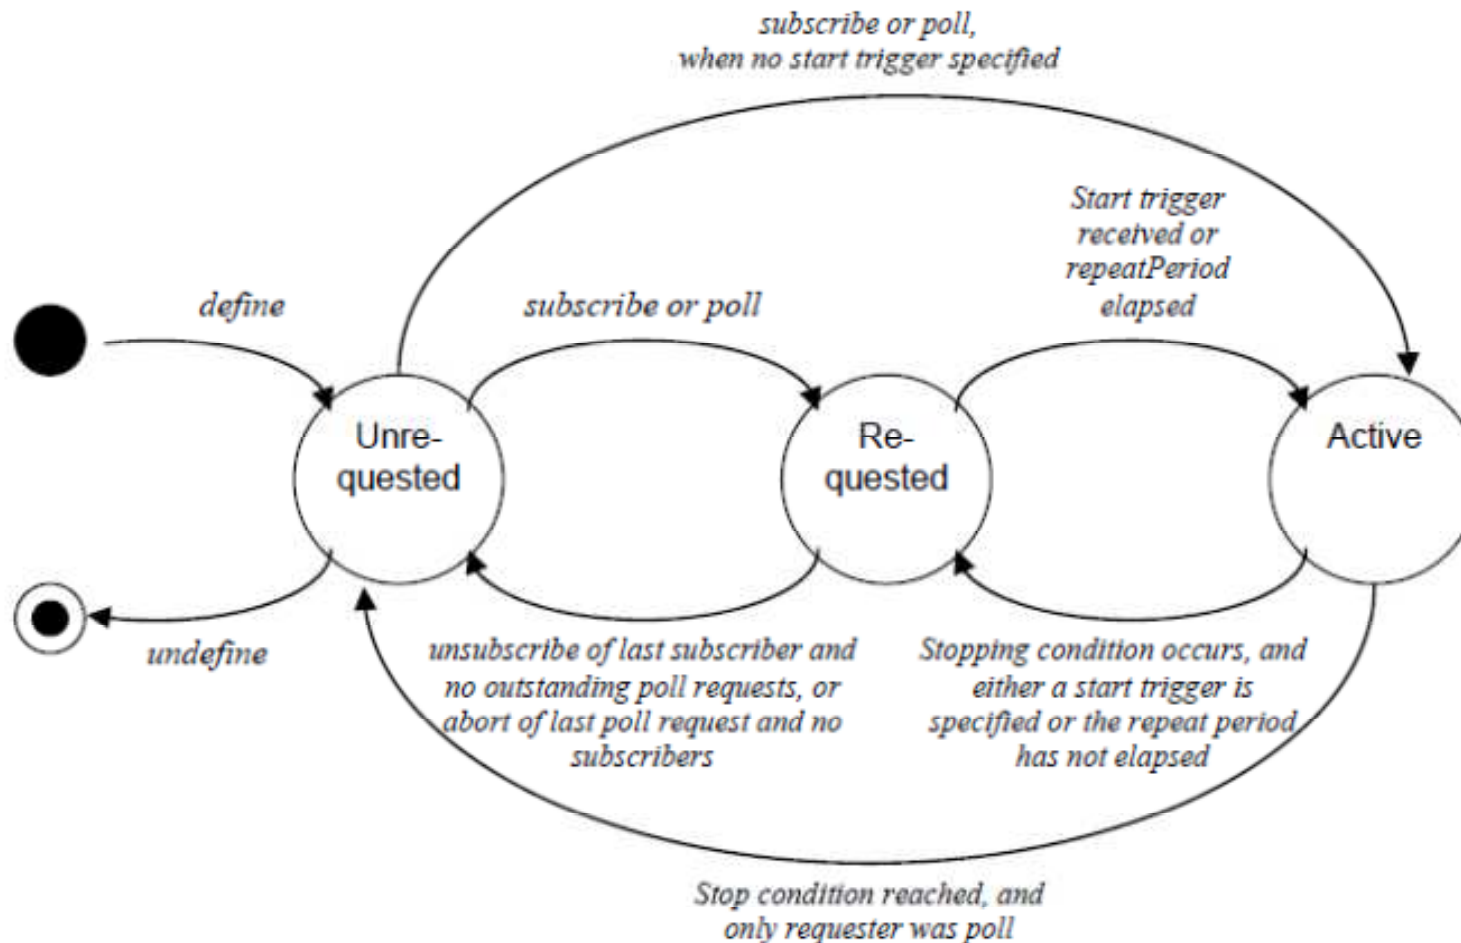 subscribe or poll,
when no start trigger specified
Start trigger
received or
repeatPeriod
elapsed
define
subscribe or poll
Unre-
quested
Re-
quested
Active
undefine
unsubscribe of last subscriber and
no outstanding poll requests, or
abort of last poll request and no
subscribers
Stopping condition occurs, and
either a start trigger is
specified or the repeat period
has not elapsed
Stop condition reached, and
only requester was poll